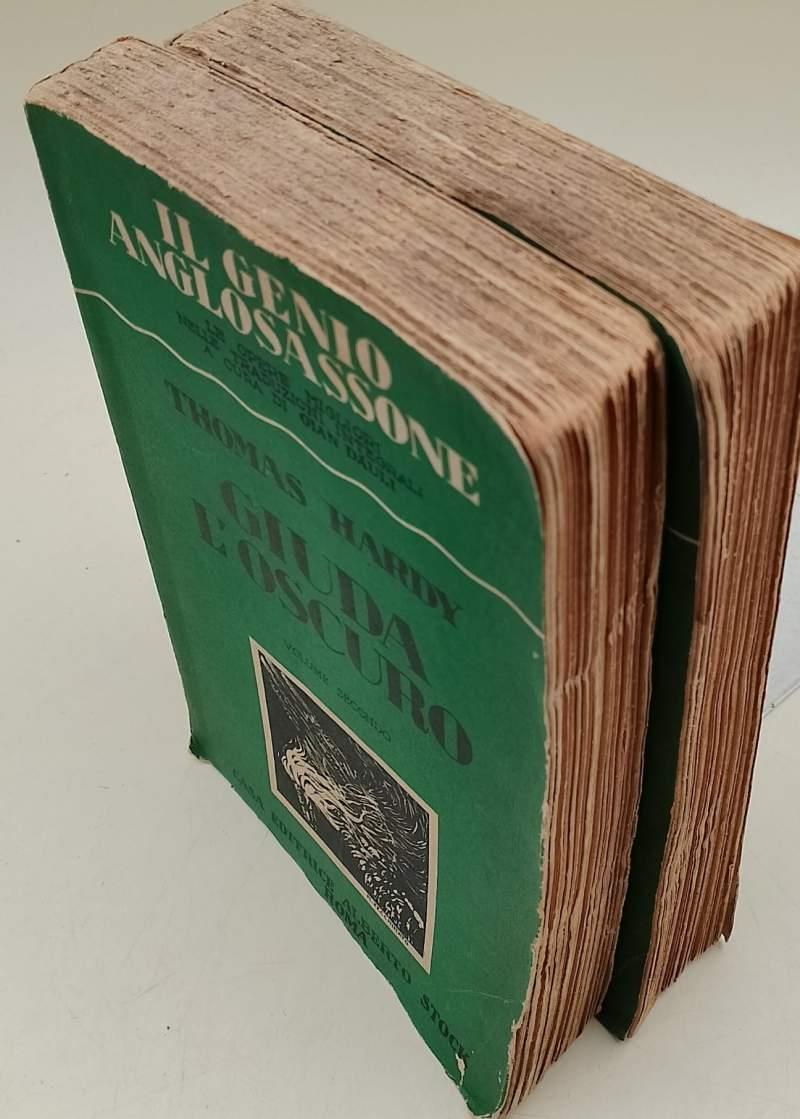 IL GENIO
ANGLOSASSONE
LE OPERE MIGLIORI
NELLE TRADUZIONI INTEGRALI
A CURA DI GIAN DAULI
THOMAS HARDY
GIUDA
L'OSCURO
VOLUME SECONDO
CASA EDITRICE ALBERTO STOCK
ROMA